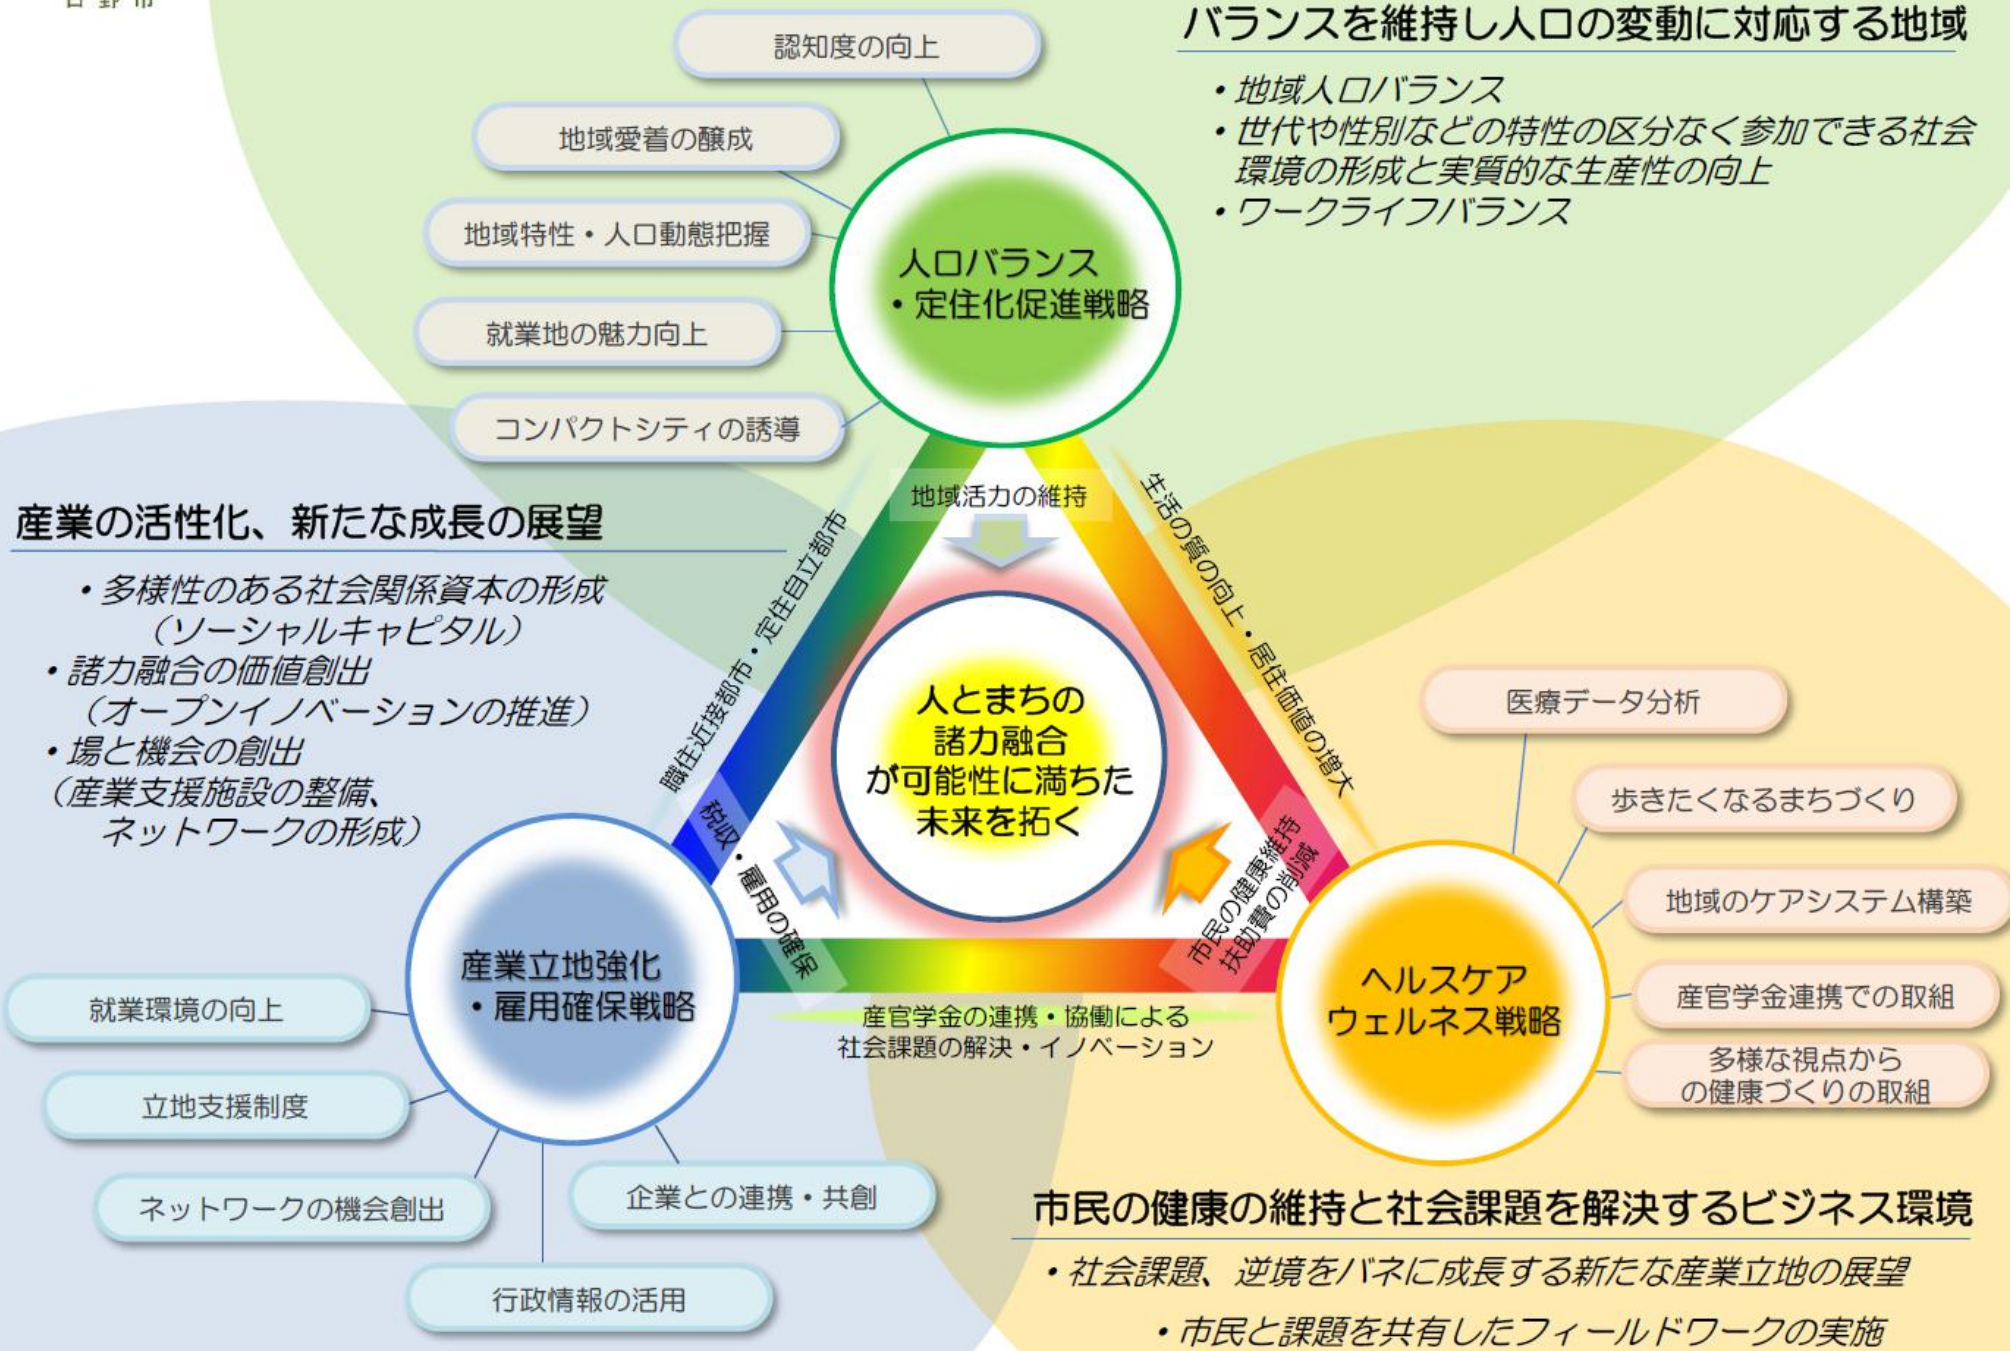 日野市
バランスを維持し人口の変動に対応する地域
・地域人口バランス
・世代や性別などの特性の区分なく参加できる社会
環境の形成と実質的な生産性の向上
・ワークライフバランス
認知度の向上
地域愛着の醸成
地域特性・人口動態把握
就業地の魅力向上
コンパクトシティの誘導
人口バランス
・定住化促進戦略
産業の活性化、新たな成長の展望
・多様性のある社会関係資本の形成
（ソーシャルキャピタル）
・諸力融合の価値創出
（オープンイノベーションの推進）
・場と機会の創出
（産業支援施設の整備、
ネットワークの形成）
職住近接都市・定住自立都市
地域活力の維持
生活の質の向上・居住価値の増大
人とまちの
諸力融合
が可能性に満ちた
未来を拓く
税収・雇用の確保
市民の健康維持
扶助費の削減
産業立地強化
・雇用確保戦略
産官学金の連携・協働による
社会課題の解決・イノベーション
ヘルスケア
ウェルネス戦略
医療データ分析
歩きたくなるまちづくり
地域のケアシステム構築
産官学金連携での取組
多様な視点から
の健康づくりの取組
就業環境の向上
立地支援制度
ネットワークの機会創出
企業との連携・共創
行政情報の活用
市民の健康の維持と社会課題を解決するビジネス環境
・社会課題、逆境をバネに成長する新たな産業立地の展望
・市民と課題を共有したフィールドワークの実施